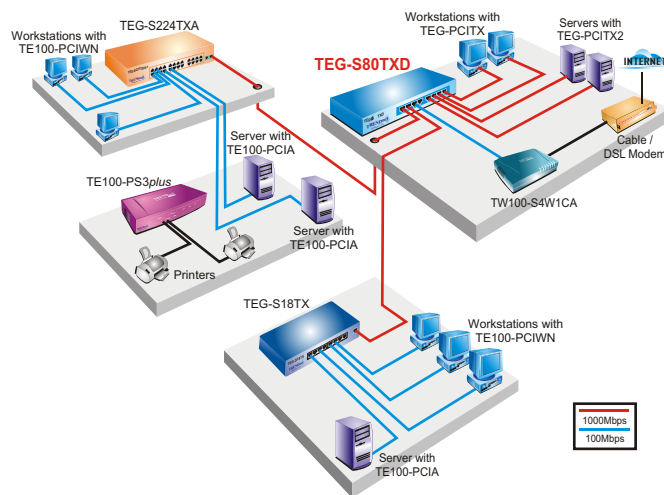 TEG-S224TXA
Workstations with
TE100-PCIWN
Workstations with
TEG-PCITX
Servers with
TEG-PCITX2
TEG-S80TXD
INTERNET
Cable /
DSL Modem
TW100-S4W1CA
Server with
TE100-PCIA
TE100-PS3plus
Server with
TE100-PCIA
Printers
TEG-S18TX
Workstations with
TE100-PCIWN
Server with
TE100-PCIA
1000Mbps
100Mbps